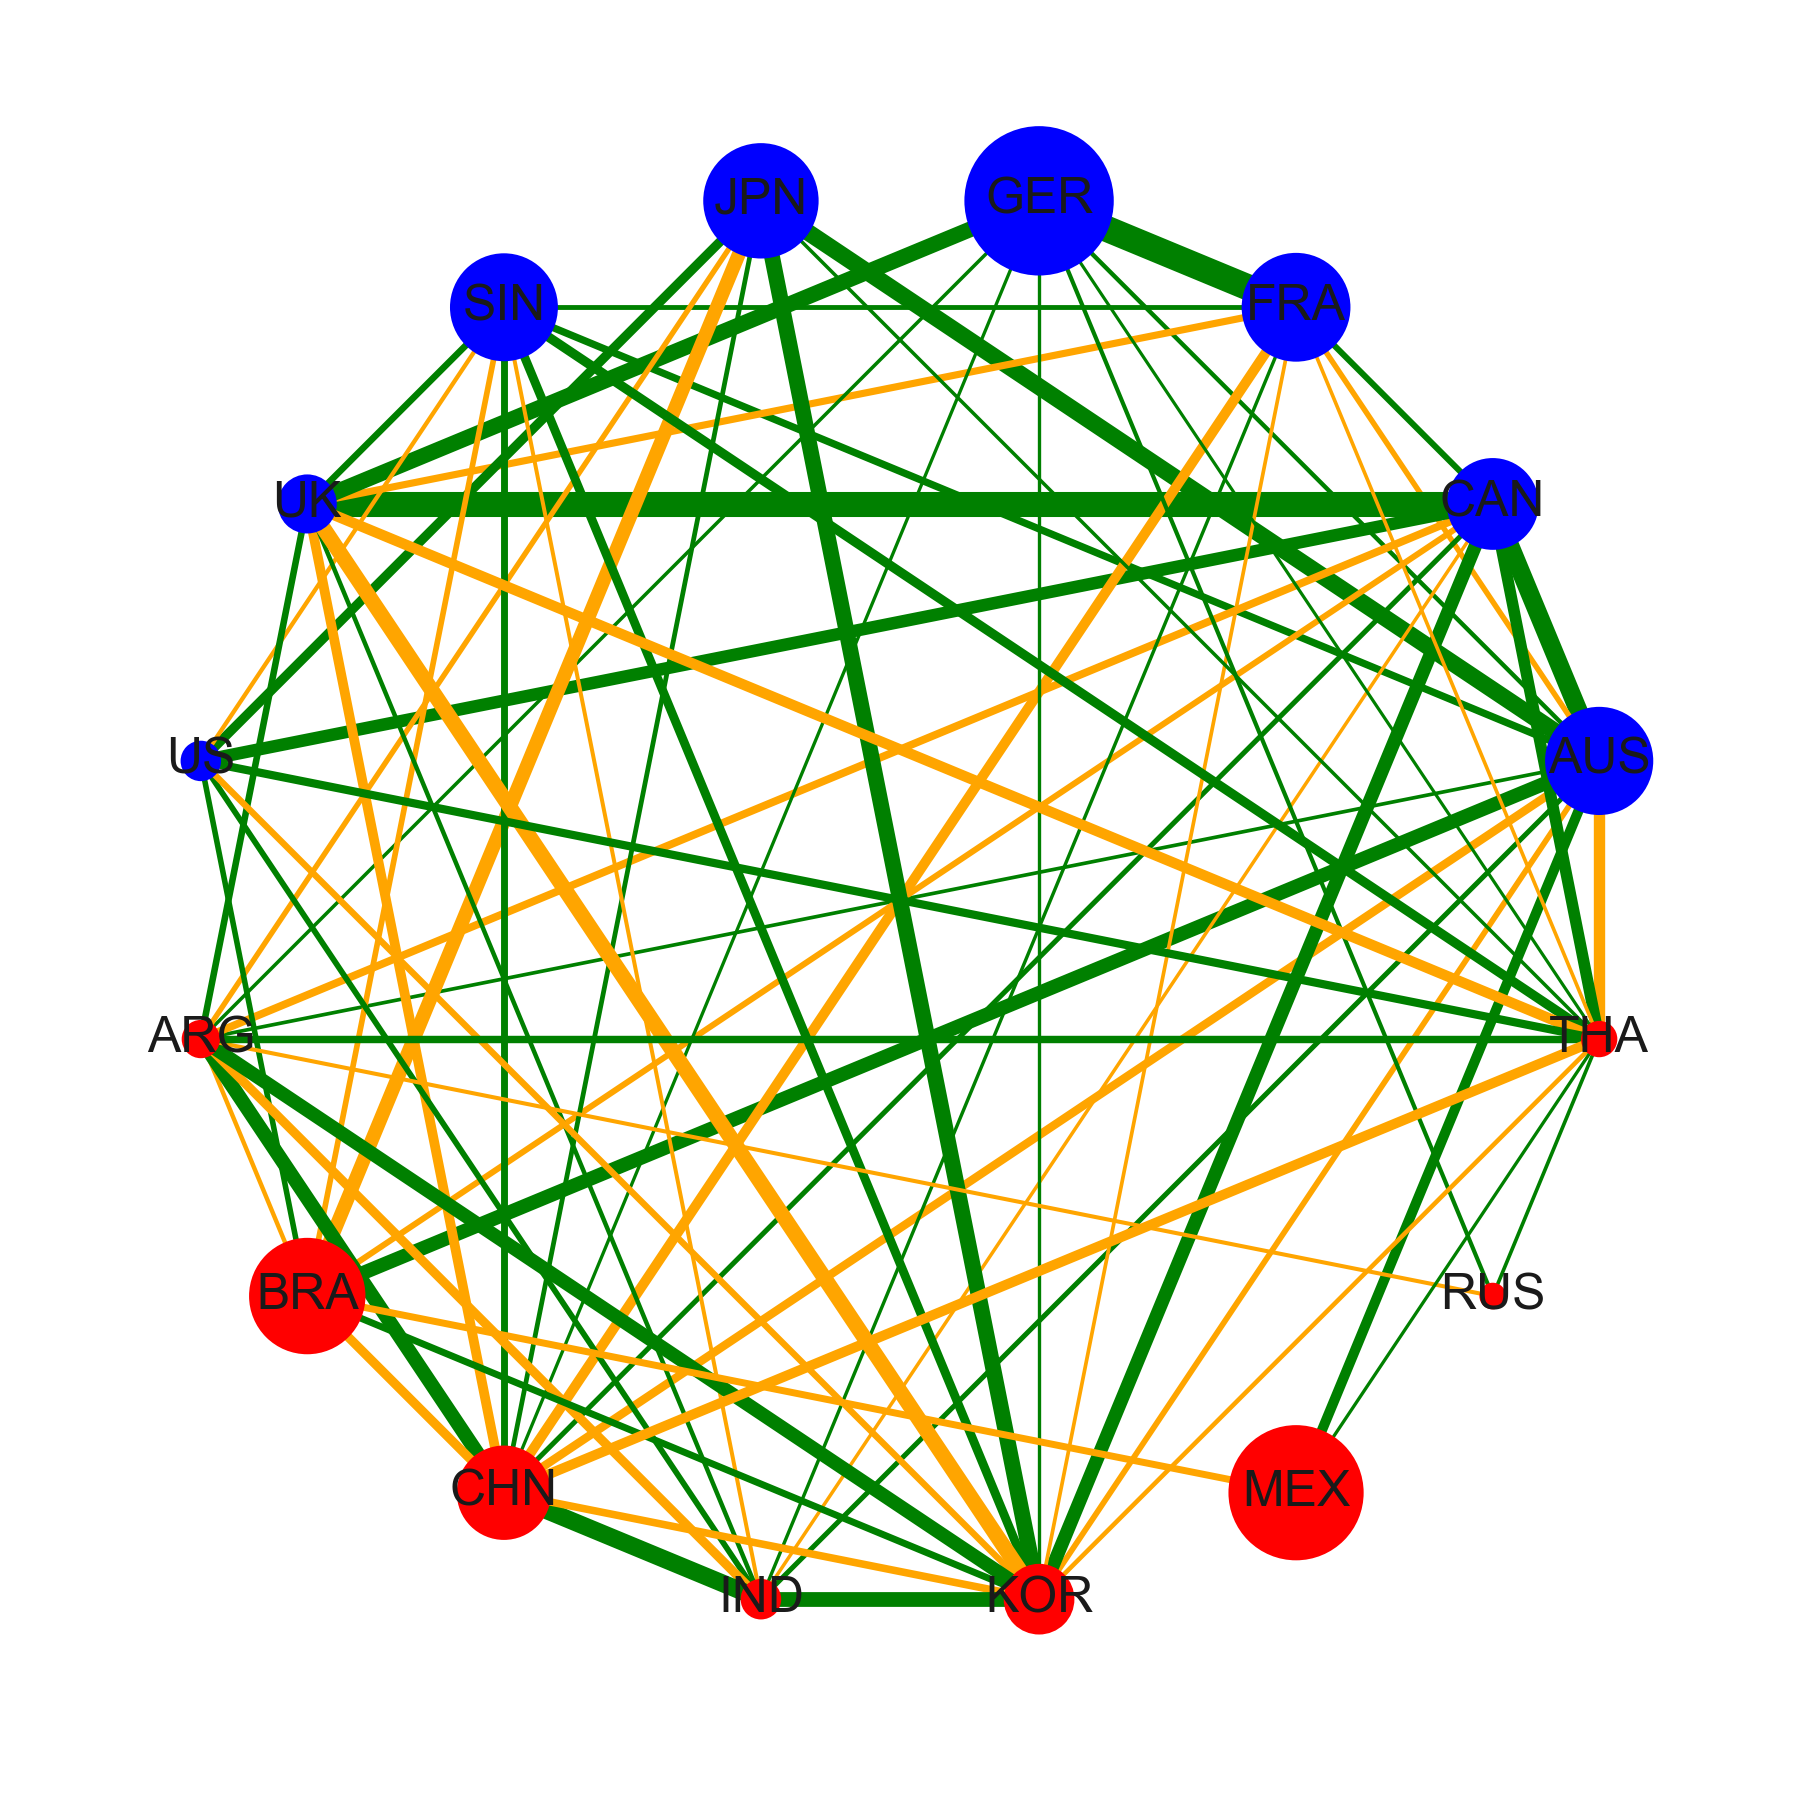 JPN
GER
SIN
FRA
UK
CAN
US
AUS
ARG
THA
BRA
RUS
CHN
MEX
IND
KOR